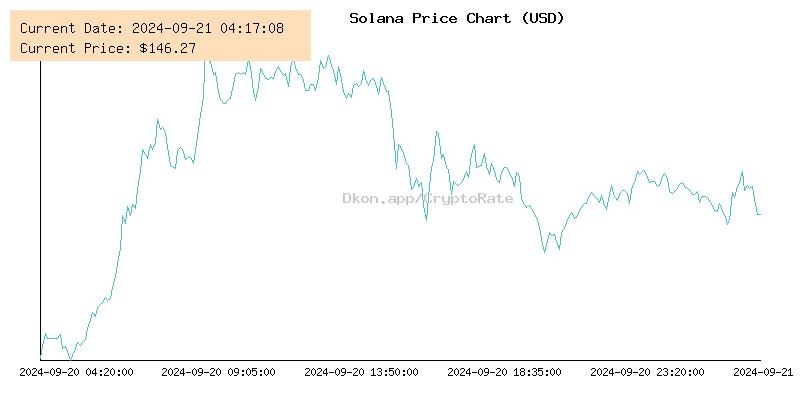 Solana Price Chart (USD)
Current Date: 2024-09-21 04:17:08
Current Price: $146.27
Dkon.app/CryptoRate
2024-09-20 04:20:00 2024-09-20 09:05:00 2024-09-20 13:50:00 2024-09-20 18:35:00 2024-09-20 23:20:00 2024-09-21